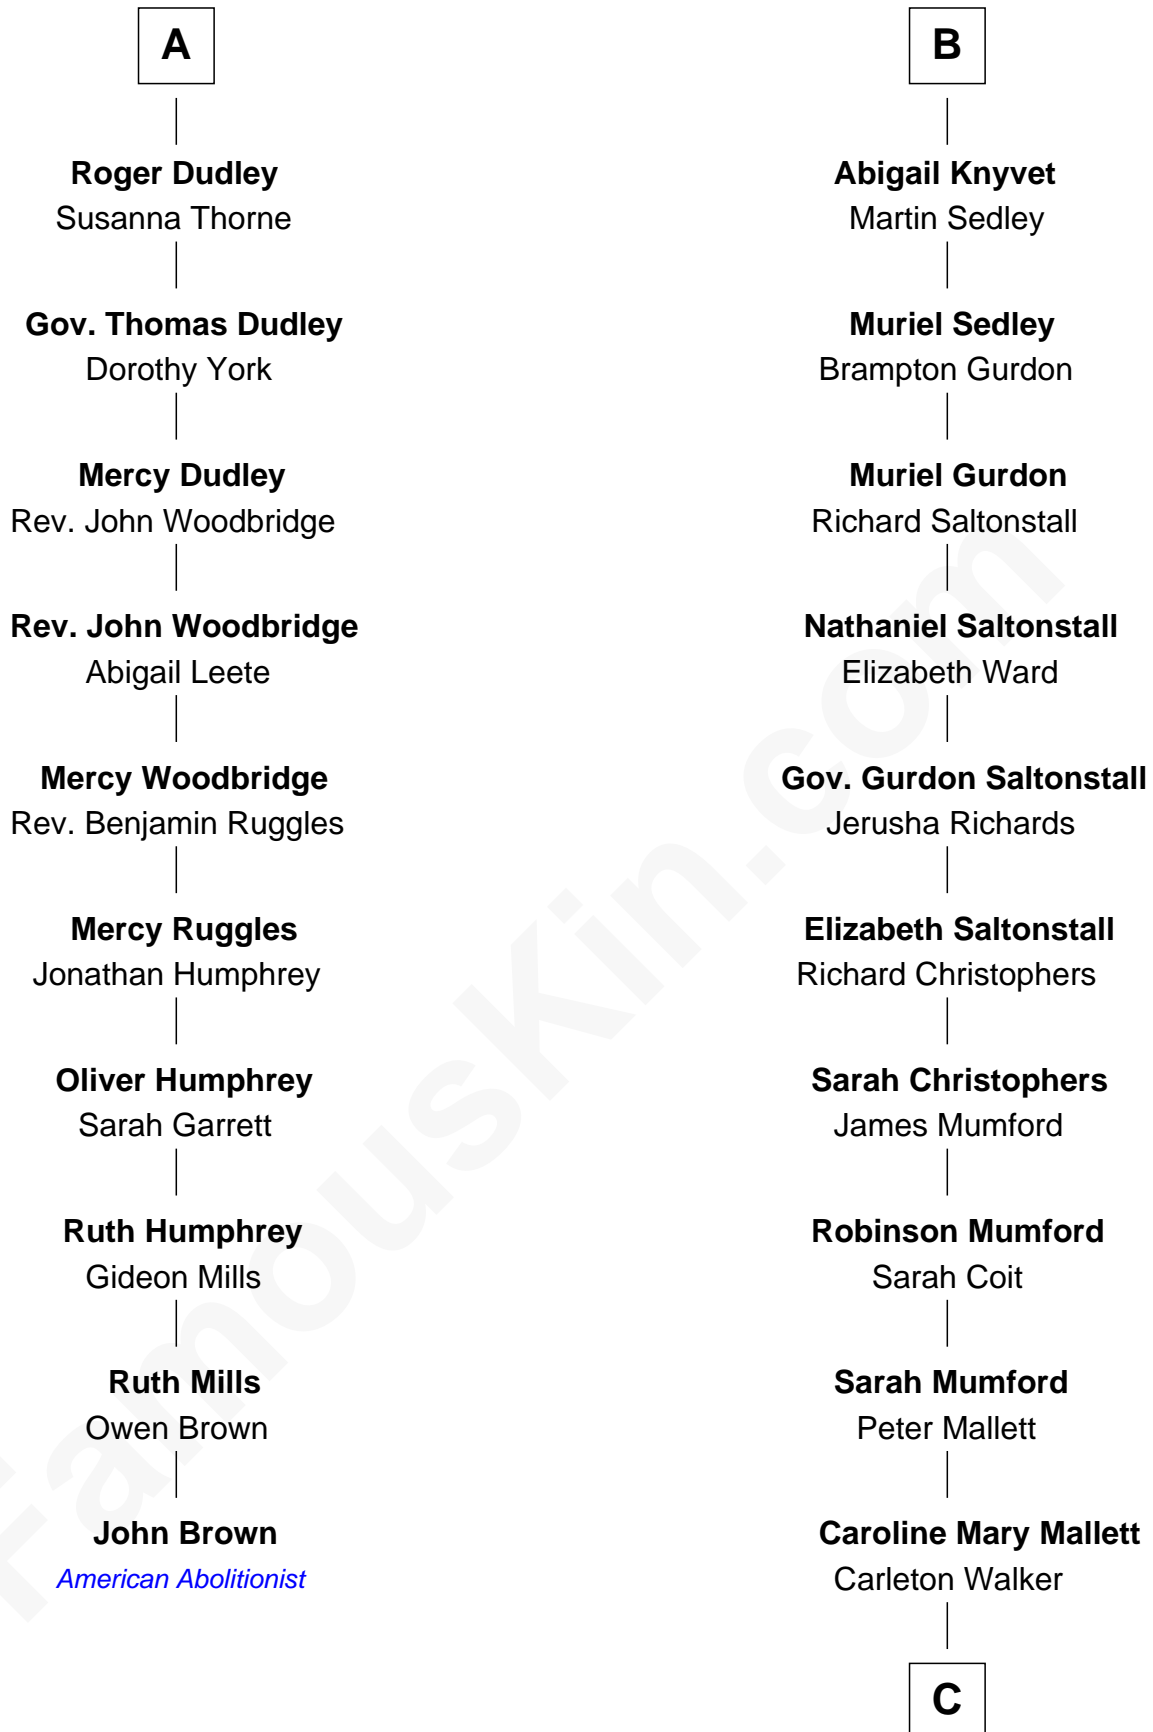 A
Roger Dudley
Susanna Thorne
Gov. Thomas Dudley
Dorothy York
Mercy Dudley
Rev. John Woodbridge
Rev. John Woodbridge
Abigail Leete
Mercy Woodbridge
Rev. Benjamin Ruggles
Mercy Ruggles
Jonathan Humphrey
Oliver Humphrey
Sarah Garrett
Ruth Humphrey
Gideon Mills
Ruth Mills
Owen Brown
John Brown
American Abolitionist
B
Abigail Knyvet
Martin Sedley
Muriel Sedley
Brampton Gurdon
Muriel Gurdon
Richard Saltonstall
Nathaniel Saltonstall
Elizabeth Ward
Gov. Gurdon Saltonstall
Jerusha Richards
Elizabeth Saltonstall
Richard Christophers
Sarah Christophers
James Mumford
Robinson Mumford
Sarah Coit
Sarah Mumford
Peter Mallett
Caroline Mary Mallett
Carleton Walker
C
FamousKin.com